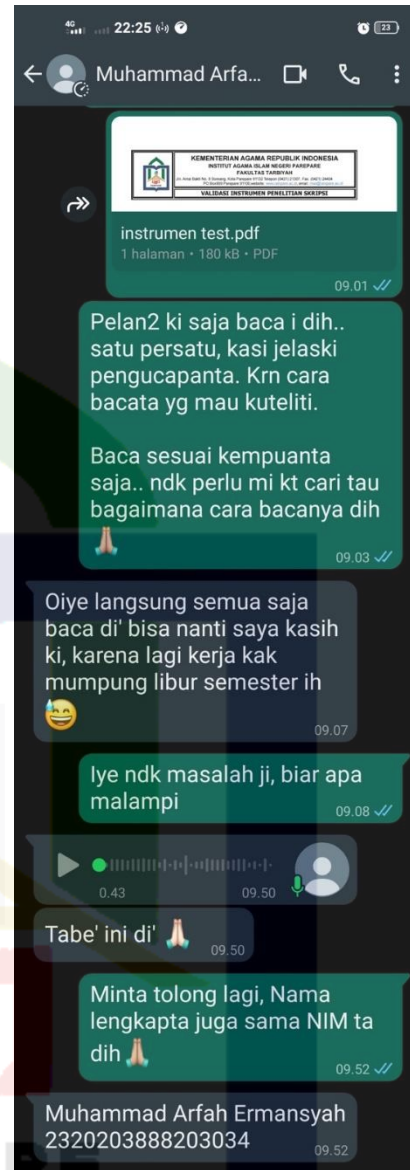 4G 22:25 23
Muhammad Arfa...
KEMENTERIAN AGAMA REPUBLIK INDONESIA
INSTITUT AGAMA ISLAM NEGERI PAREPARE
FAKULTAS TARBIYAH
VALIDASI INSTRUMEN PENELITIAN SKRIPSI
instrumen test.pdf
1 halaman • 180 kB • PDF
09.01
Pelan2 ki saja baca i dih..
satu persatu, kasi jelaski
pengucapanta. Krn cara
bacata yg mau kuteliti.
Baca sesuai kempuanta
saja.. ndk perlu mi kt cari tau
bagaimana cara bacanya dih
🙏
09.03
Oiye langsung semua saja
baca di' bisa nanti saya kasih
ki, karena lagi kerja kak
mumpung libur semester ih
😅
09.07
Iye ndk masalah ji, biar apa
malampi
09.08
0.43 09.50
Tabe' ini di' 🙏 09.50
Minta tolong lagi, Nama
lengkapta juga sama NIM ta
dih 🙏
09.52
Muhammad Arfah Ermansyah
2320203888203034
09.52